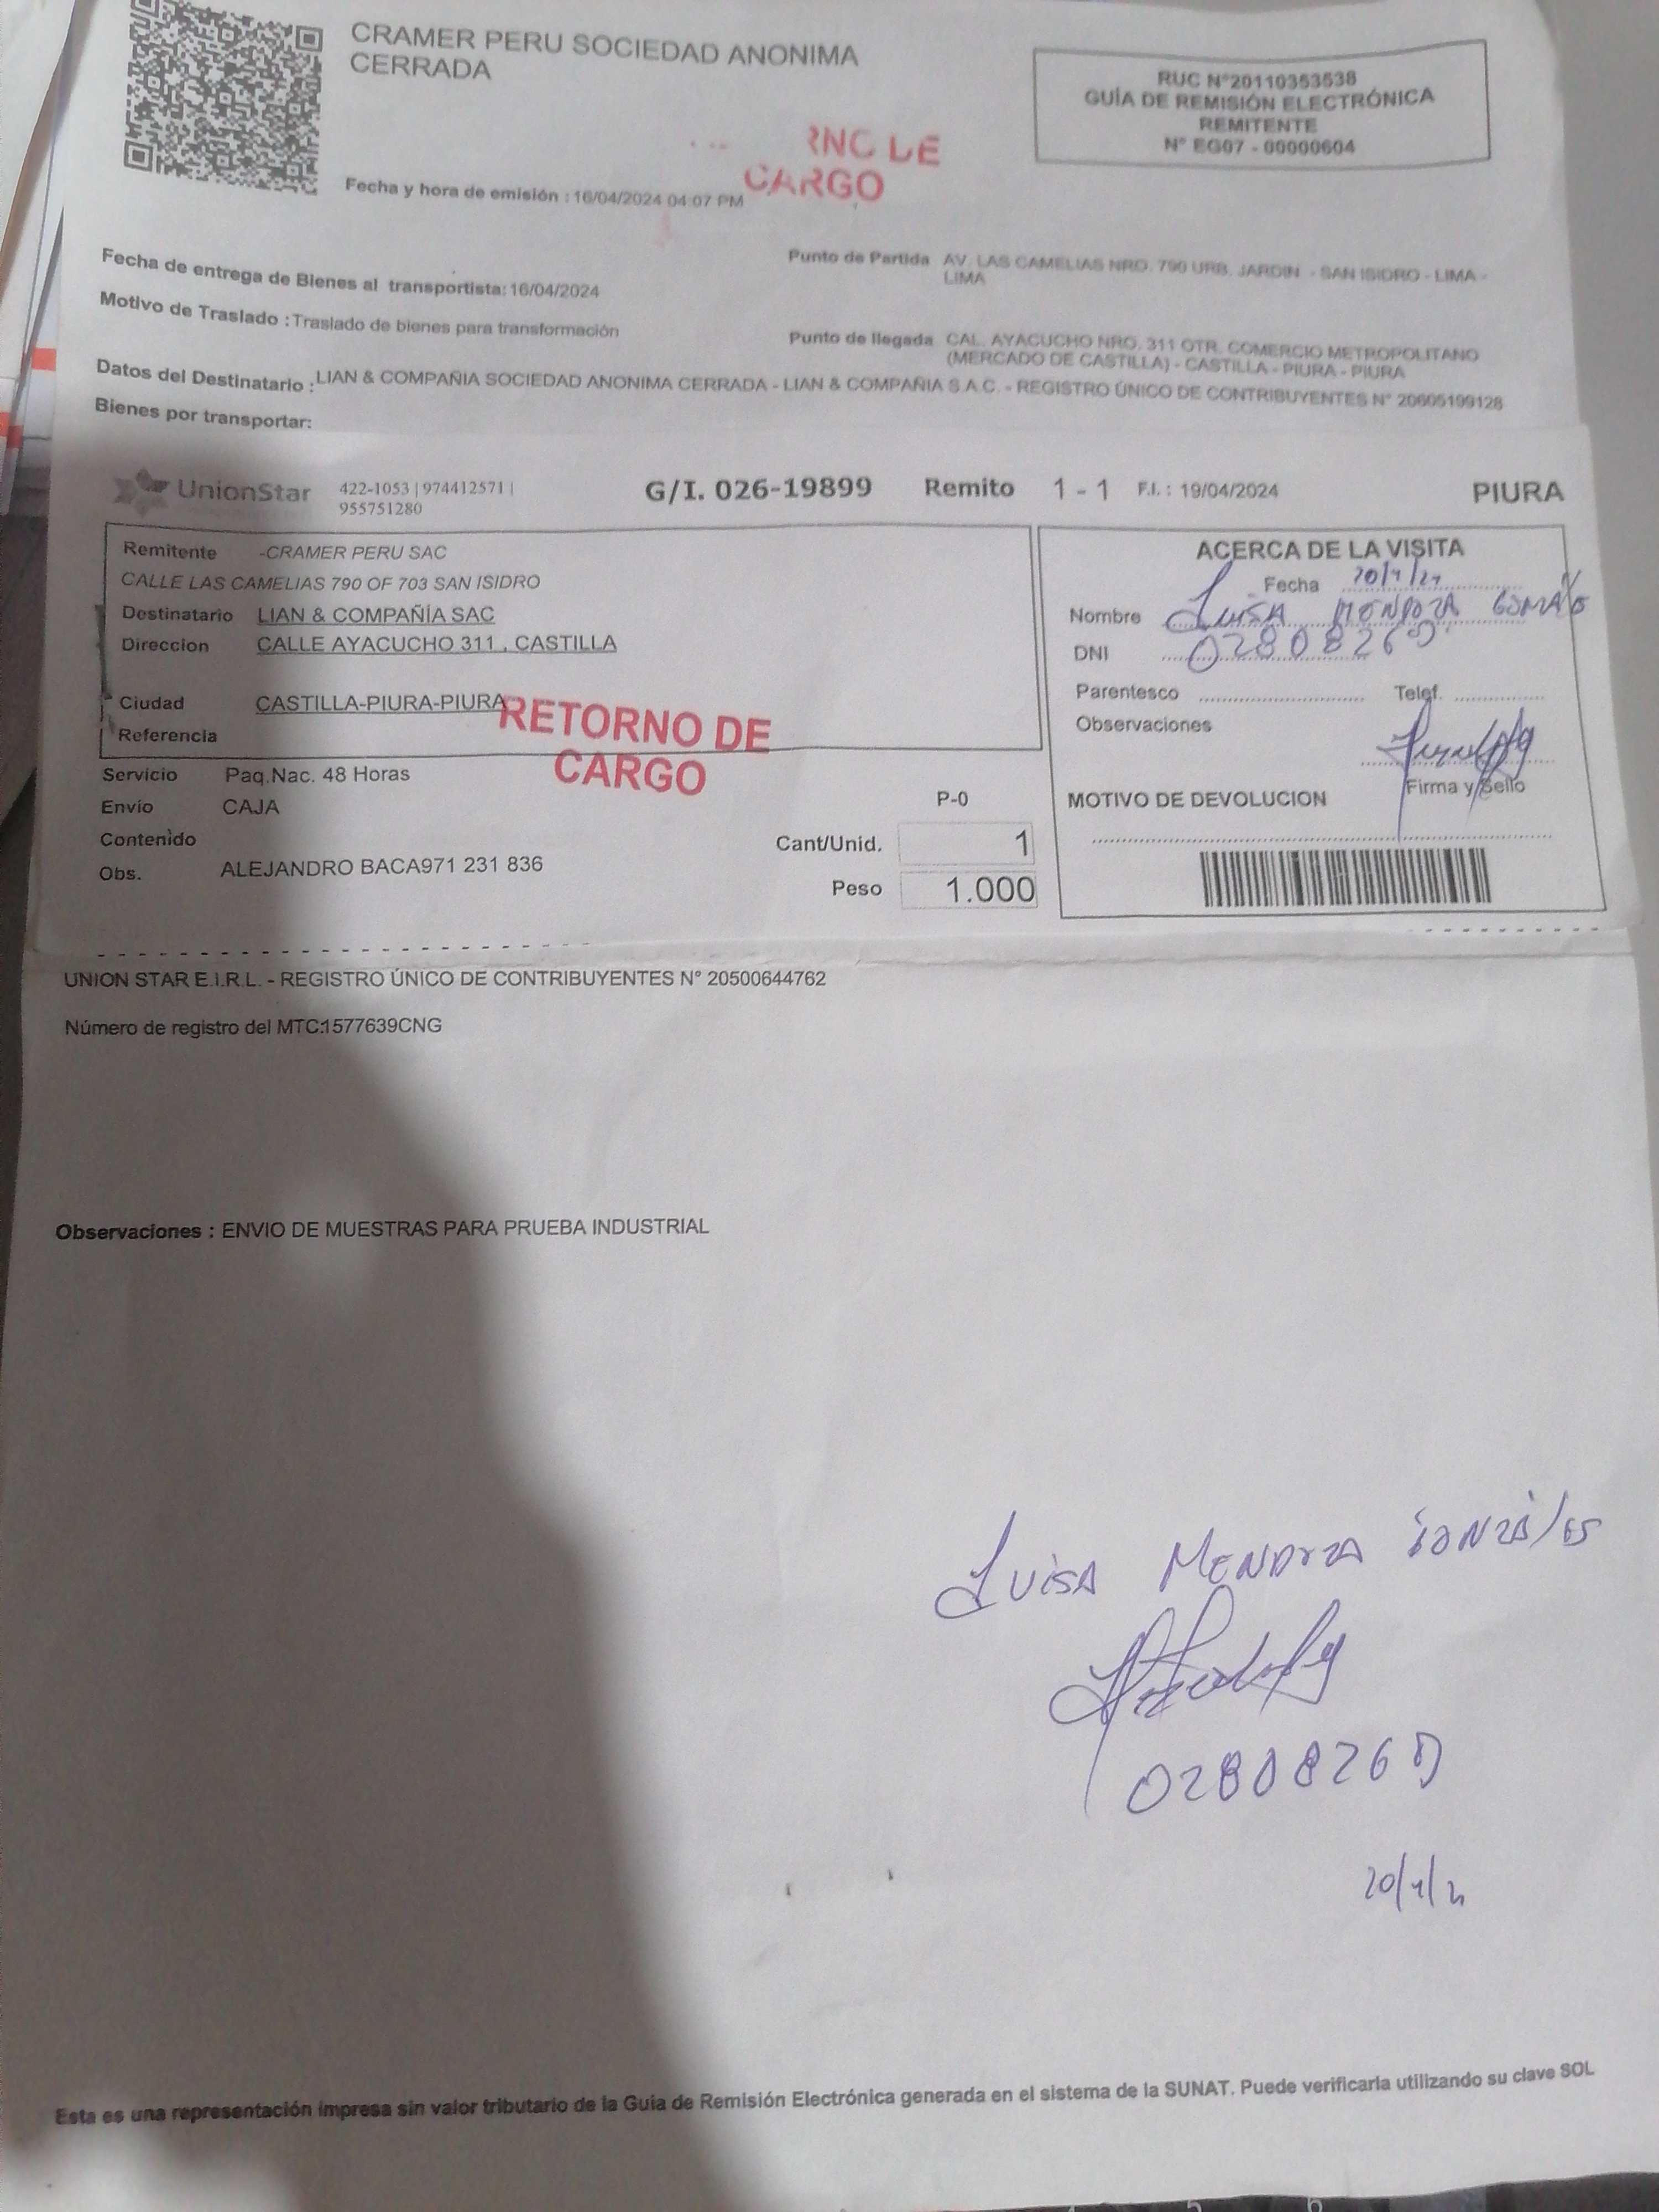 CRAMER PERU SOCIEDAD ANONIMA
CERRADA
RUC N°20110353538
GUÍA DE REMISIÓN ELECTRÓNICA
REMITENTE
N° EG07 - 00000604
RNO DE
CARGO
Fecha y hora de emisión : 16/04/2024 04:07 PM
Fecha de entrega de Bienes al transportista: 16/04/2024
Punto de Partida AV. LAS CAMELIAS NRO. 790 URB. JARDIN - SAN ISIDRO - LIMA -
LIMA
Motivo de Traslado : Traslado de bienes para transformación
Punto de llegada CAL. AYACUCHO NRO. 311 OTR. COMERCIO METROPOLITANO
(MERCADO DE CASTILLA) - CASTILLA - PIURA - PIURA
Datos del Destinatario : LIAN & COMPAÑIA SOCIEDAD ANONIMA CERRADA - LIAN & COMPAÑIA S.A.C. - REGISTRO ÚNICO DE CONTRIBUYENTES N° 20605199128
Bienes por transportar:
UnionStar
422-1053 | 974412571 |
955751280
G/I. 026-19899 Remito 1 - 1 F.I. : 19/04/2024 PIURA
Remitente -CRAMER PERU SAC
CALLE LAS CAMELIAS 790 OF 703 SAN ISIDRO
Destinatario LIAN & COMPAÑÍA SAC
Direccion CALLE AYACUCHO 311 , CASTILLA
Ciudad CASTILLA-PIURA-PIURA
Referencia
RETORNO DE
CARGO
Servicio Paq.Nac. 48 Horas
Envío CAJA
Contenido
Obs. ALEJANDRO BACA971 231 836
P-0
Cant/Unid. 1
Peso 1.000
ACERCA DE LA VISITA
Fecha 20/4/24
Nombre LUISA MENDOZA GONZALES
DNI 02808269
Parentesco Telef.
Observaciones
Firma y Sello
MOTIVO DE DEVOLUCION
UNION STAR E.I.R.L. - REGISTRO ÚNICO DE CONTRIBUYENTES N° 20500644762
Número de registro del MTC:1577639CNG
Observaciones : ENVIO DE MUESTRAS PARA PRUEBA INDUSTRIAL
LUISA MENDOZA GONZÁLES
02808269
Esta es una representación impresa sin valor tributario de la Guía de Remisión Electrónica generada en el sistema de la SUNAT. Puede verificarla utilizando su clave SOL